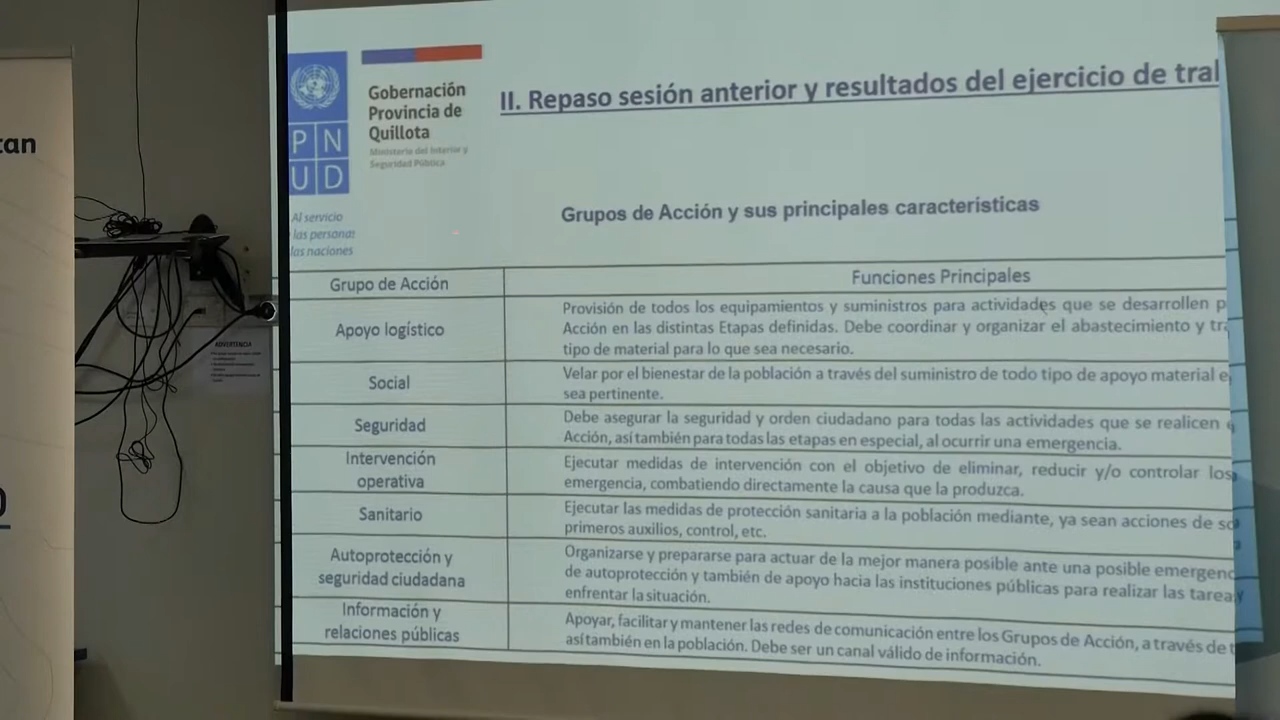 tan
PN
UD
Al servicio
las personas
las naciones
Gobernación
Provincia de
Quillota
Ministerio del Interior y
Seguridad Pública
II. Repaso sesión anterior y resultados del ejercicio de tral
Grupos de Acción y sus principales características
Grupo de Acción
Funciones Principales
Apoyo logístico
Provisión de todos los equipamientos y suministros para actividades que se desarrollen p
Acción en las distintas Etapas definidas. Debe coordinar y organizar el abastecimiento y tra
tipo de material para lo que sea necesario.
Social
Velar por el bienestar de la población a través del suministro de todo tipo de apoyo material e
sea pertinente.
Seguridad
Debe asegurar la seguridad y orden ciudadano para todas las actividades que se realicen e
Acción, así también para todas las etapas en especial, al ocurrir una emergencia.
Intervención
operativa
Ejecutar medidas de intervención con el objetivo de eliminar, reducir y/o controlar los
emergencia, combatiendo directamente la causa que la produzca.
Sanitario
Ejecutar las medidas de protección sanitaria a la población mediante, ya sean acciones de so
primeros auxilios, control, etc.
Autoprotección y
seguridad ciudadana
Organizarse y prepararse para actuar de la mejor manera posible ante una posible emergenc
de autoprotección y también de apoyo hacia las instituciones públicas para realizar las tarea
enfrentar la situación.
Información y
relaciones públicas
Apoyar, facilitar y mantener las redes de comunicación entre los Grupos de Acción, a través de t
así también en la población. Debe ser un canal válido de información.
ADVERTENCIA